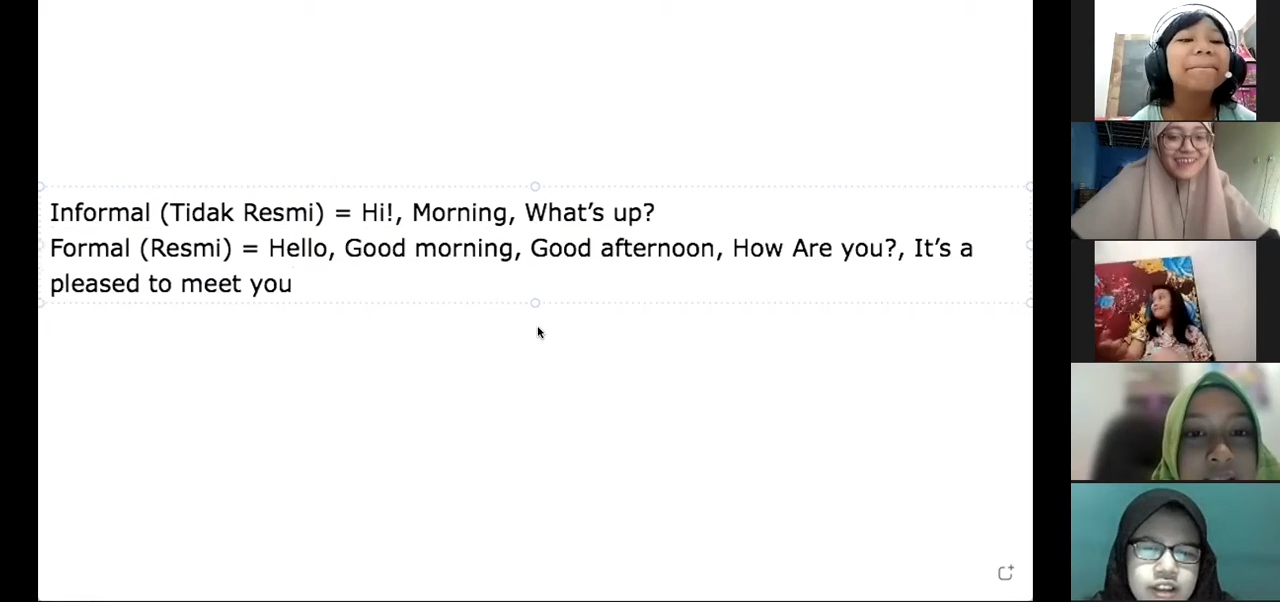 Informal (Tidak Resmi) = Hi!, Morning, What’s up?
Formal (Resmi) = Hello, Good morning, Good afternoon, How Are you?, It’s a
pleased to meet you